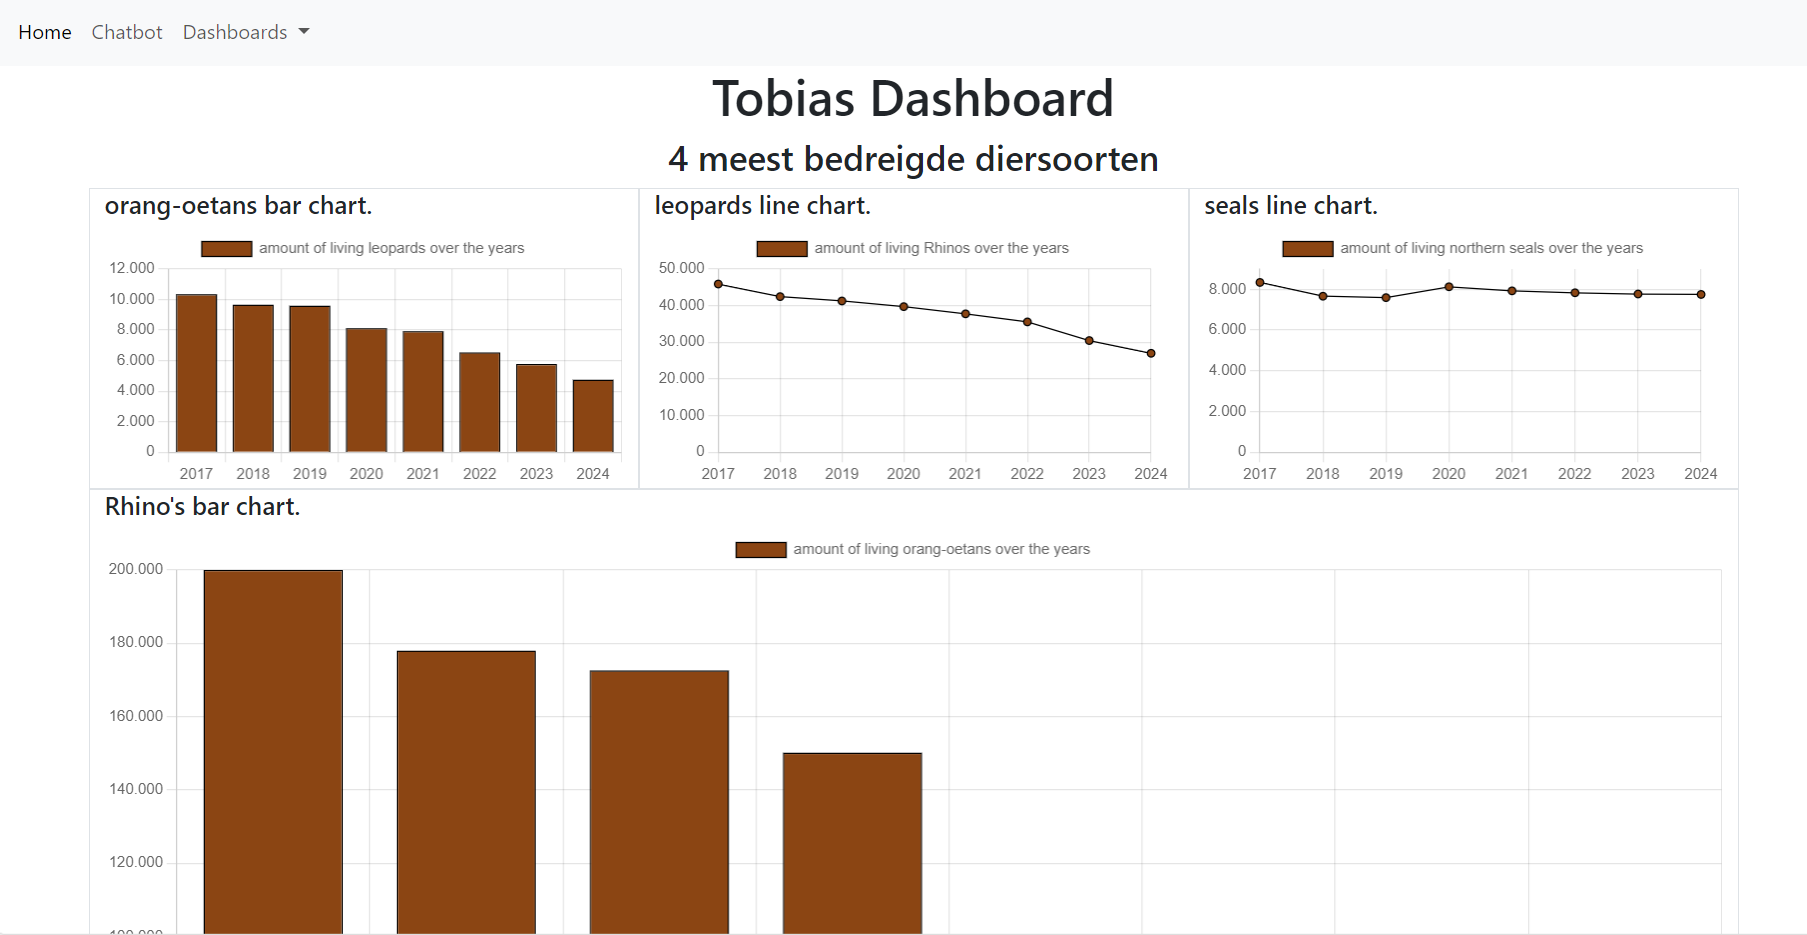 Home Chatbot Dashboards
Tobias Dashboard
4 meest bedreigde diersoorten
orang-oetans bar chart.
amount of living leopards over the years
12.000
10.000
8.000
6.000
4.000
2.000
0
2017 2018 2019 2020 2021 2022 2023 2024
leopards line chart.
amount of living Rhinos over the years
50.000
40.000
30.000
20.000
10.000
0
2017 2018 2019 2020 2021 2022 2023 2024
seals line chart.
amount of living northern seals over the years
8.000
6.000
4.000
2.000
0
2017 2018 2019 2020 2021 2022 2023 2024
Rhino's bar chart.
amount of living orang-oetans over the years
200.000
180.000
160.000
140.000
120.000